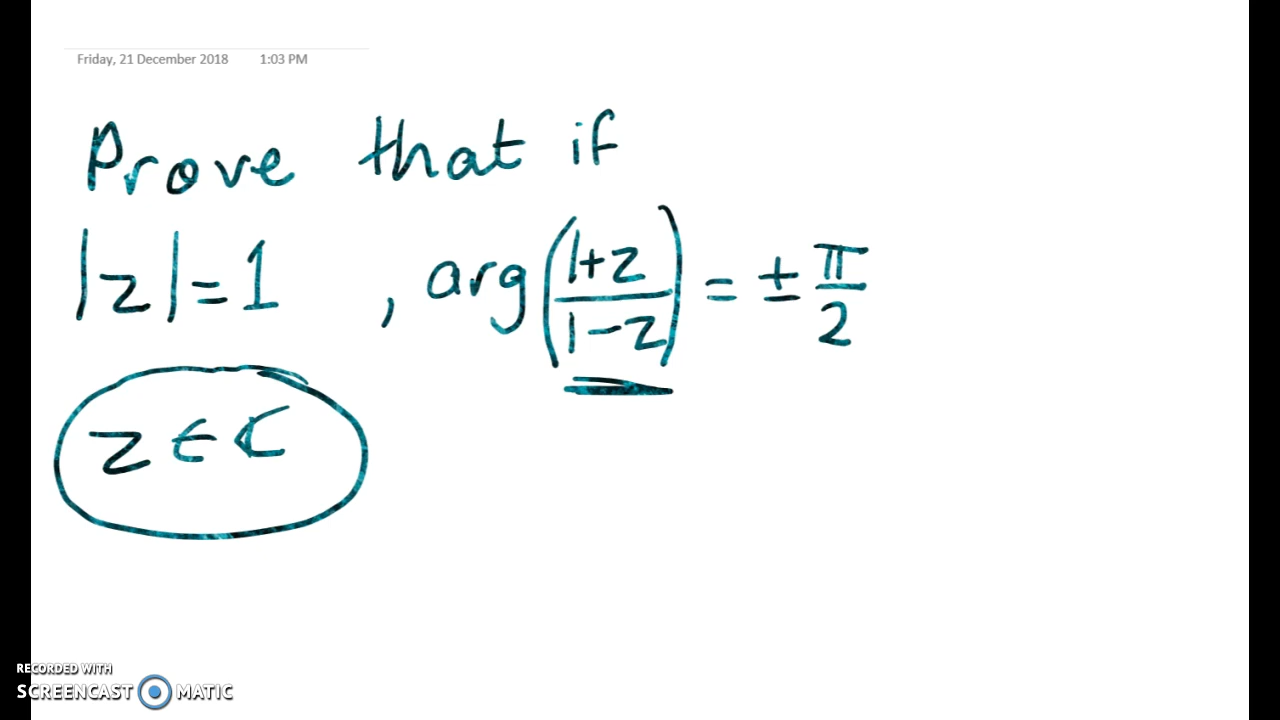 Friday, 21 December 2018 1:03 PM
Prove that if
|z|=1 , arg(1+z/1-z) = ± π/2
z ∈ C
RECORDED WITH
SCREENCAST MATIC